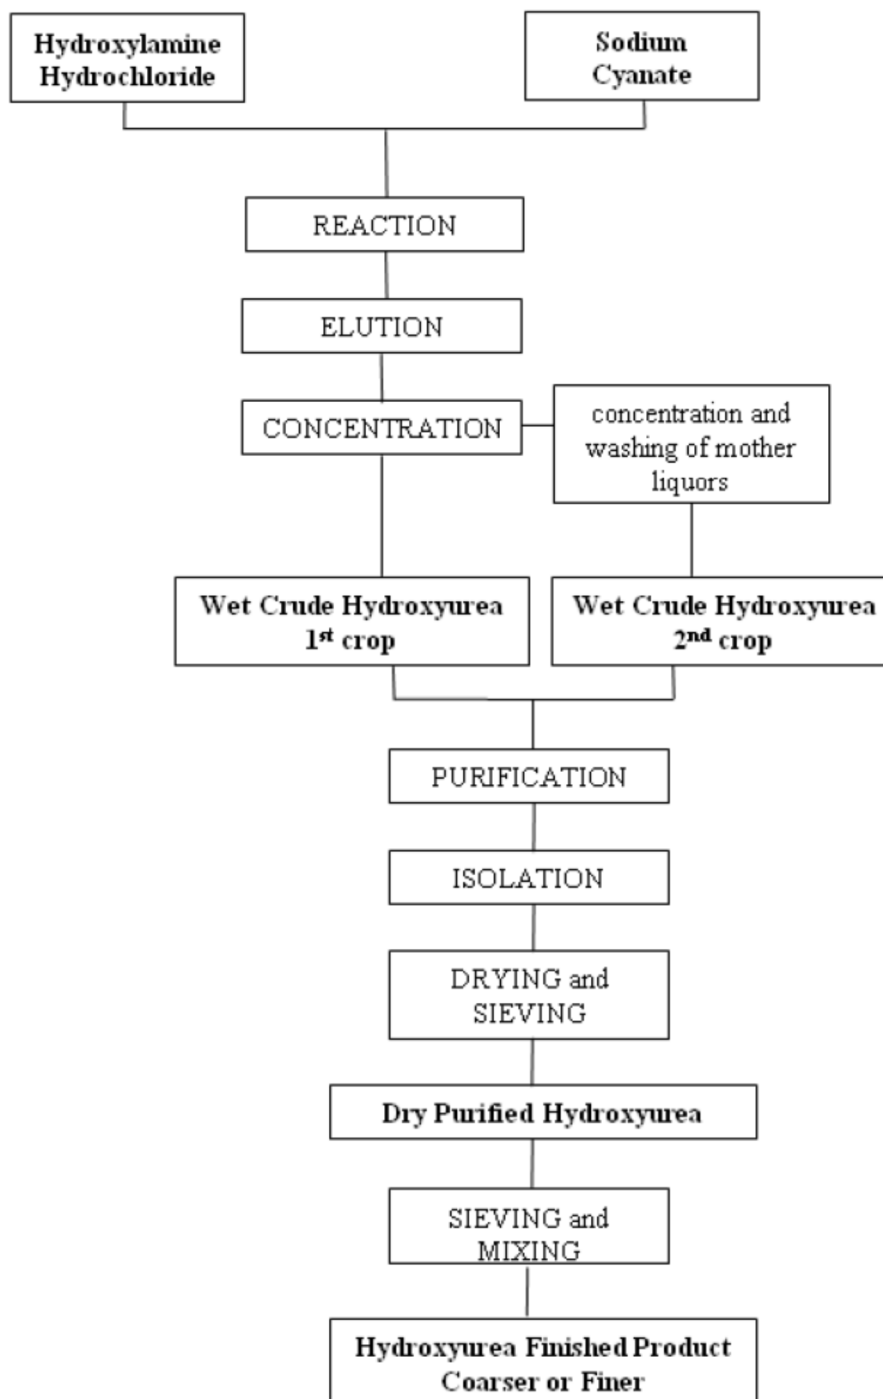 Hydroxylamine
Hydrochloride
Sodium
Cyanate
REACTION
ELUTION
CONCENTRATION
concentration and
washing of mother
liquors
Wet Crude Hydroxyurea
1st crop
Wet Crude Hydroxyurea
2nd crop
PURIFICATION
ISOLATION
DRYING and
SIEVING
Dry Purified Hydroxyurea
SIEVING and
MIXING
Hydroxyurea Finished Product
Coarser or Finer